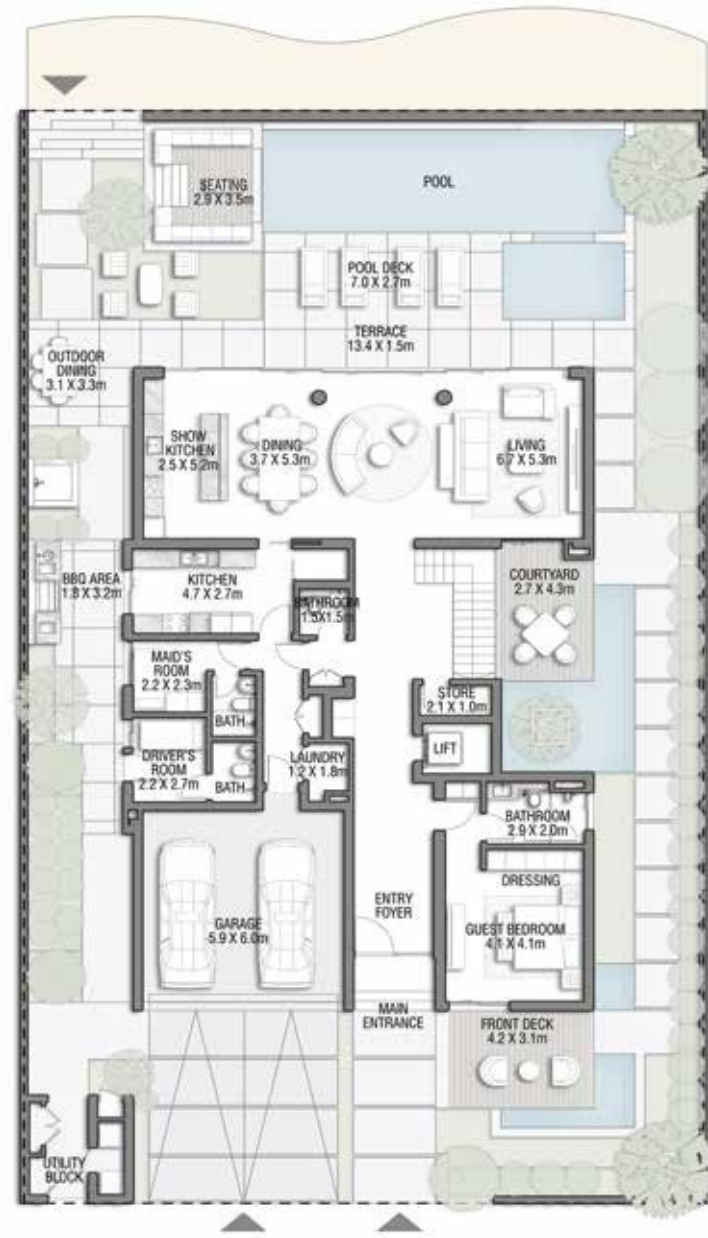 SEATING
2.9 X 3.5m
POOL
POOL DECK
7.0 X 2.7m
TERRACE
13.4 X 1.5m
OUTDOOR
DINING
3.1 X 3.3m
SHOW
KITCHEN
2.5 X 5.2m
DINING
3.7 X 5.3m
LIVING
6.7 X 5.3m
BBQ AREA
1.8 X 3.2m
KITCHEN
4.7 X 2.7m
BATHROOM
1.5X1.5m
COURTYARD
2.7 X 4.3m
MAID'S
ROOM
2.2 X 2.3m
BATH
STORE
2.1 X 1.0m
LIFT
DRIVER'S
ROOM
2.2 X 2.7m
BATH
LAUNDRY
1.2 X 1.8m
BATHROOM
2.9 X 2.0m
DRESSING
GUEST BEDROOM
4.1 X 4.1m
ENTRY
FOYER
GARAGE
5.9 X 6.0m
MAIN
ENTRANCE
FRONT DECK
4.2 X 3.1m
UTILITY
BLOCK